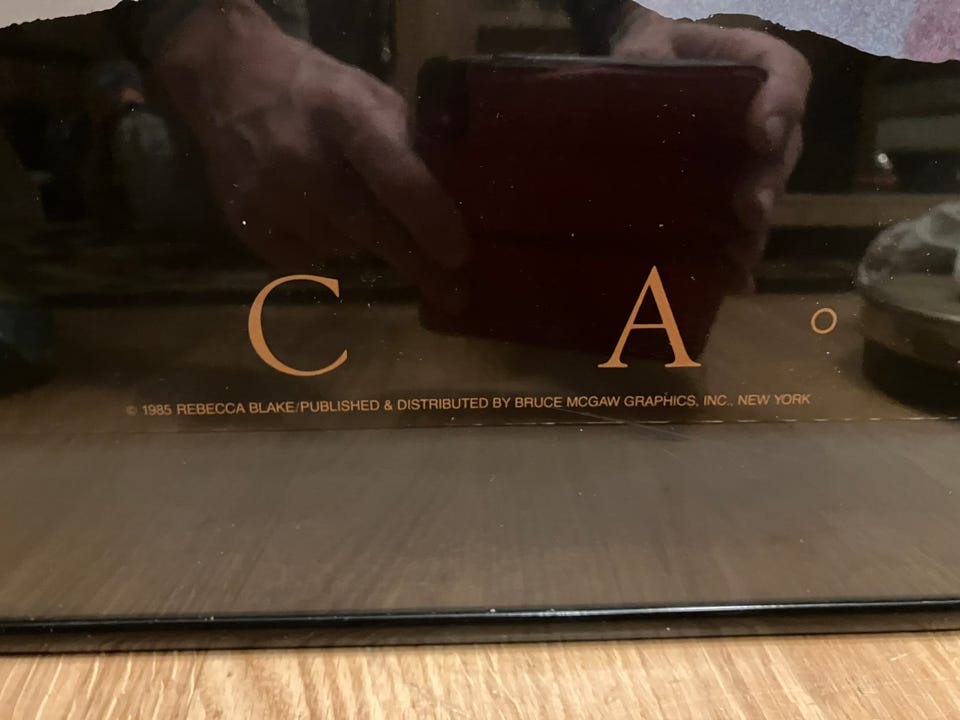 C A °
© 1985 REBECCA BLAKE/PUBLISHED & DISTRIBUTED BY BRUCE MCGAW GRAPHICS, INC., NEW YORK